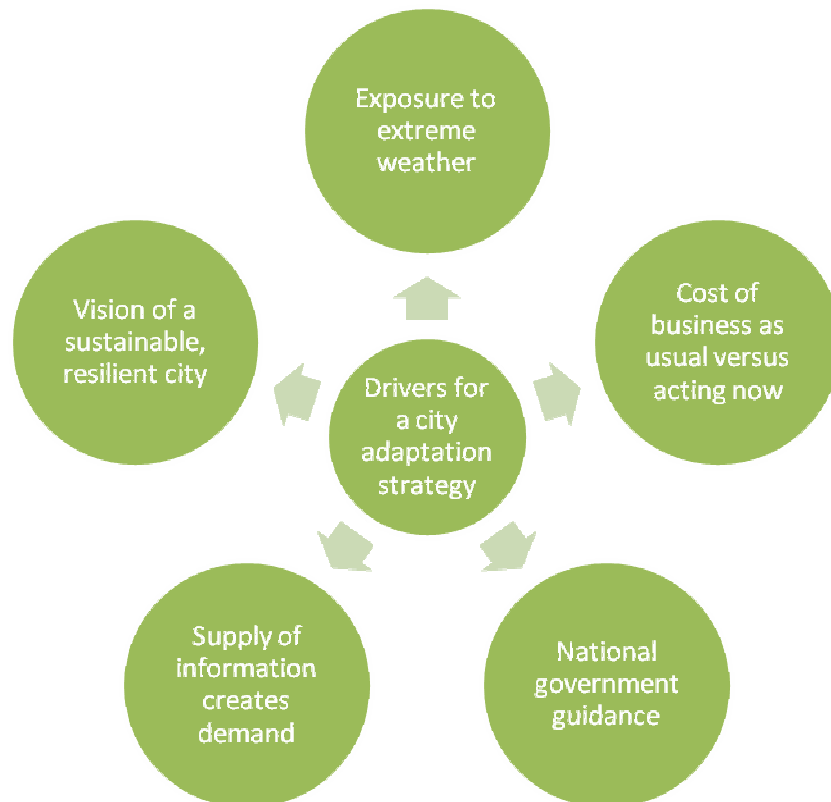 Exposure to
extreme
weather
Cost of
business as
usual versus
acting now
National
government
guidance
Supply of
information
creates
demand
Vision of a
sustainable,
resilient city
Drivers for
a city
adaptation
strategy